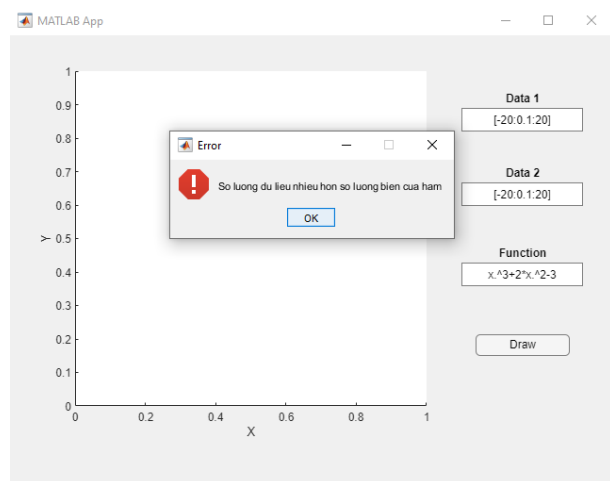 MATLAB App
1
0.9
0.8
0.7
0.6
0.5
0.4
0.3
0.2
0.1
0
Y
0
0.2
0.4
0.6
0.8
1
X
Error
So luong du lieu nhieu hon so luong bien cua ham
OK
Data 1
[-20:0.1:20]
Data 2
[-20:0.1:20]
Function
x.^3+2*x.^2-3
Draw